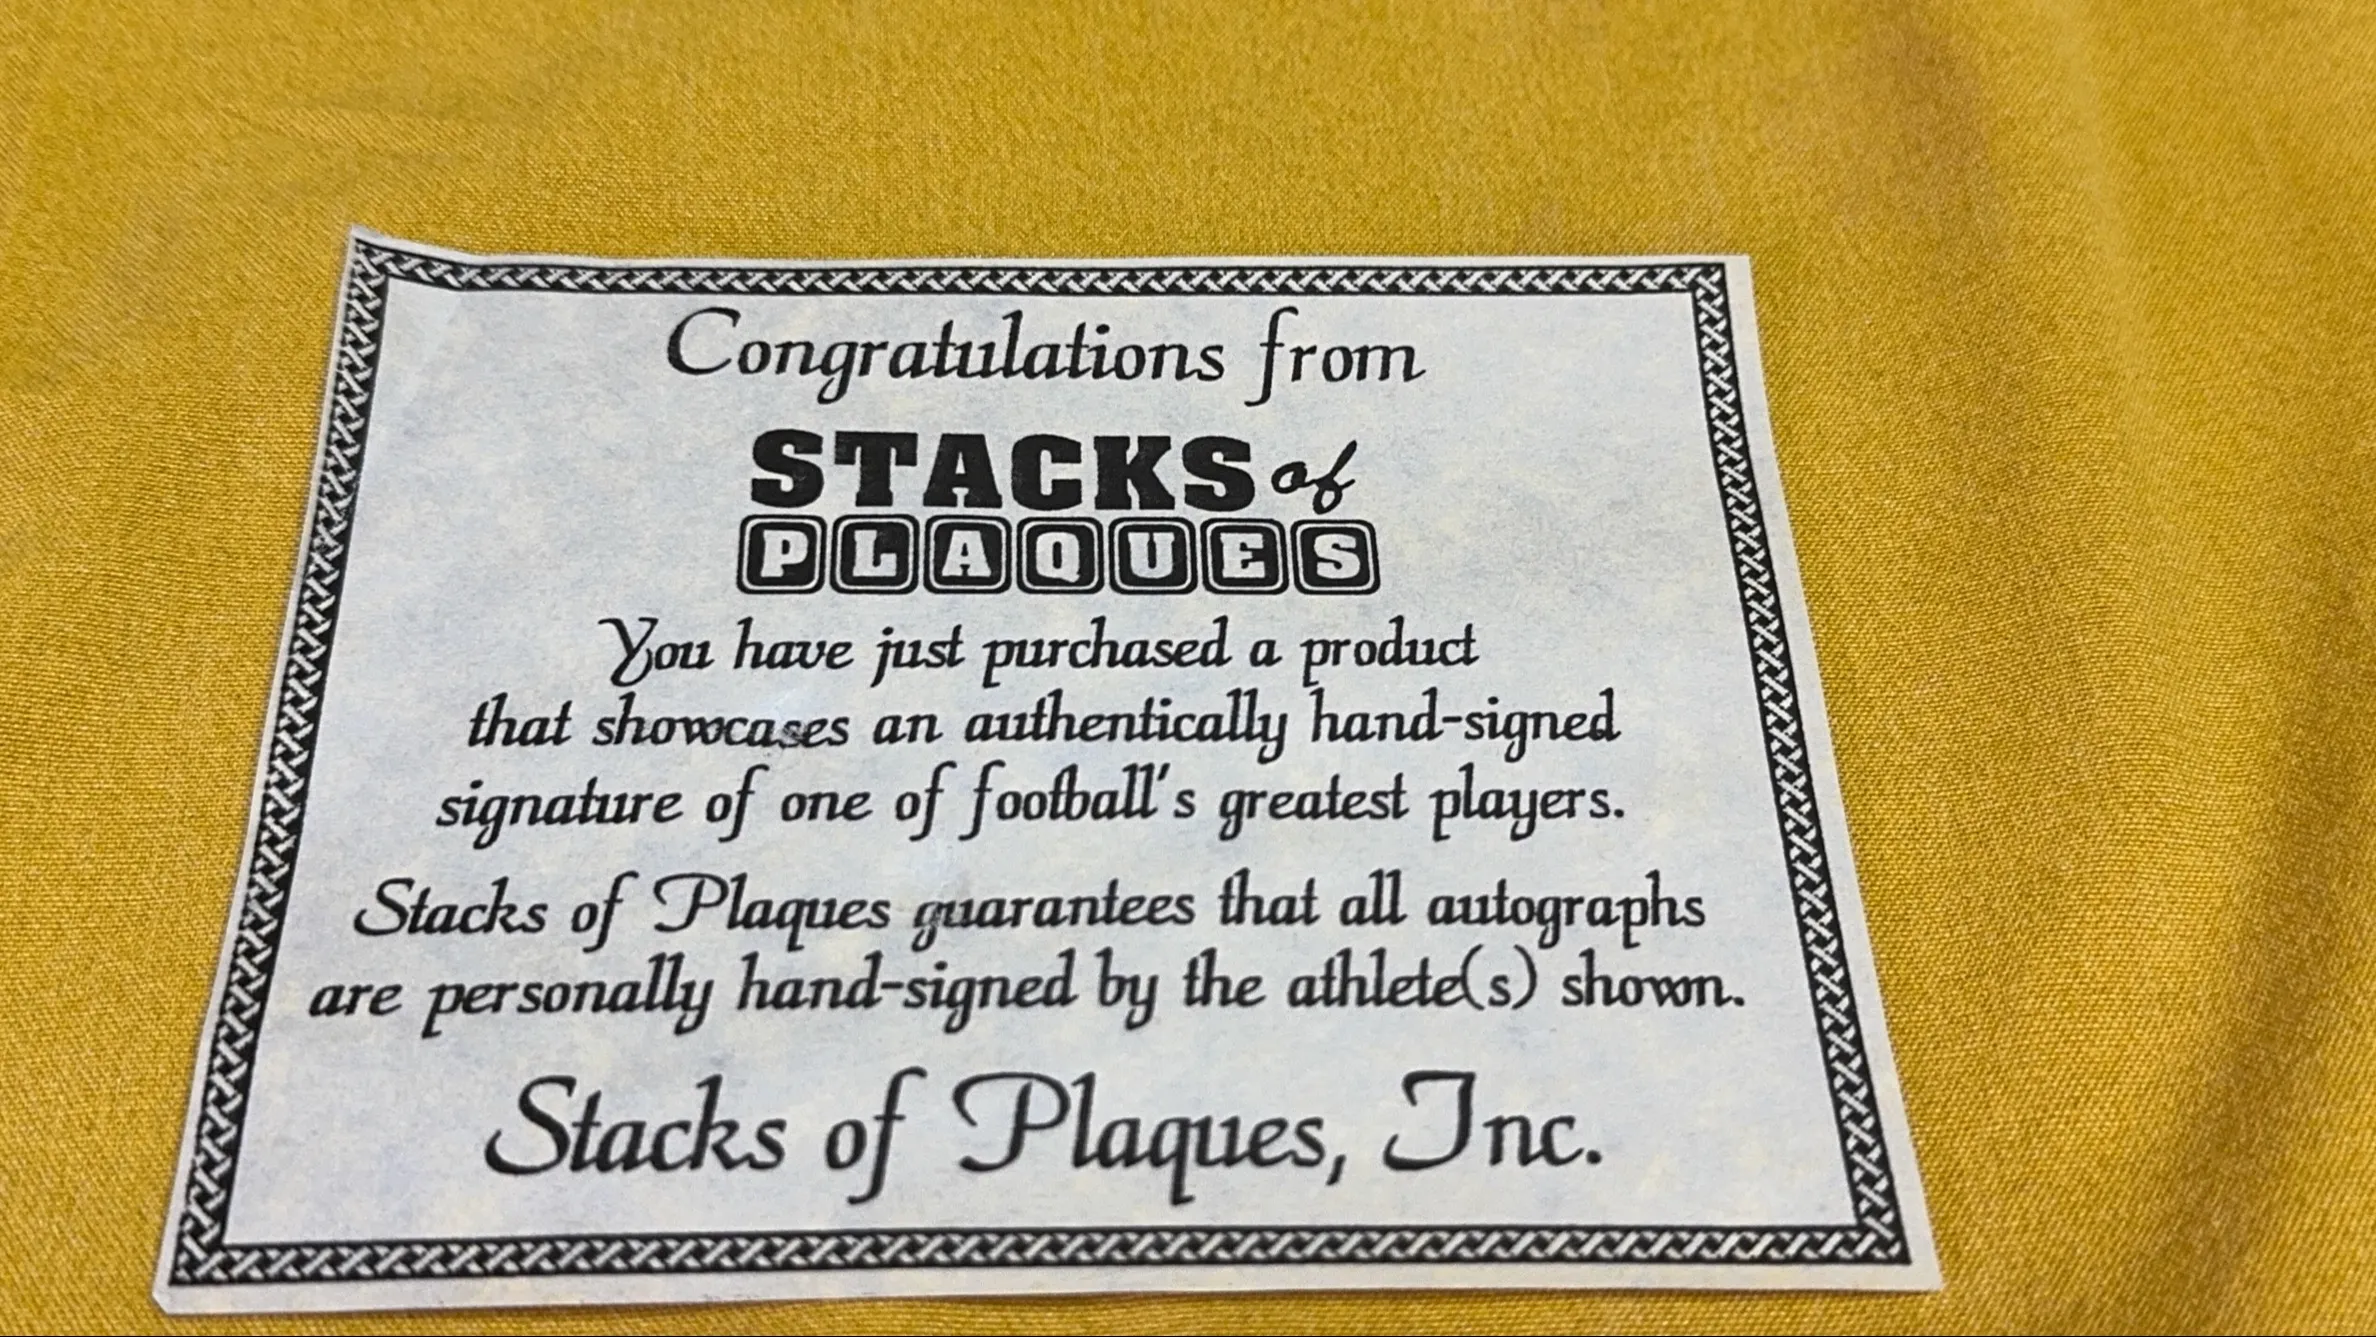 Congratulations from
STACKS of
PLAQUES
You have just purchased a product
that showcases an authentically hand-signed
signature of one of football's greatest players.
Stacks of Plaques guarantees that all autographs
are personally hand-signed by the athlete(s) shown.
Stacks of Plaques, Inc.